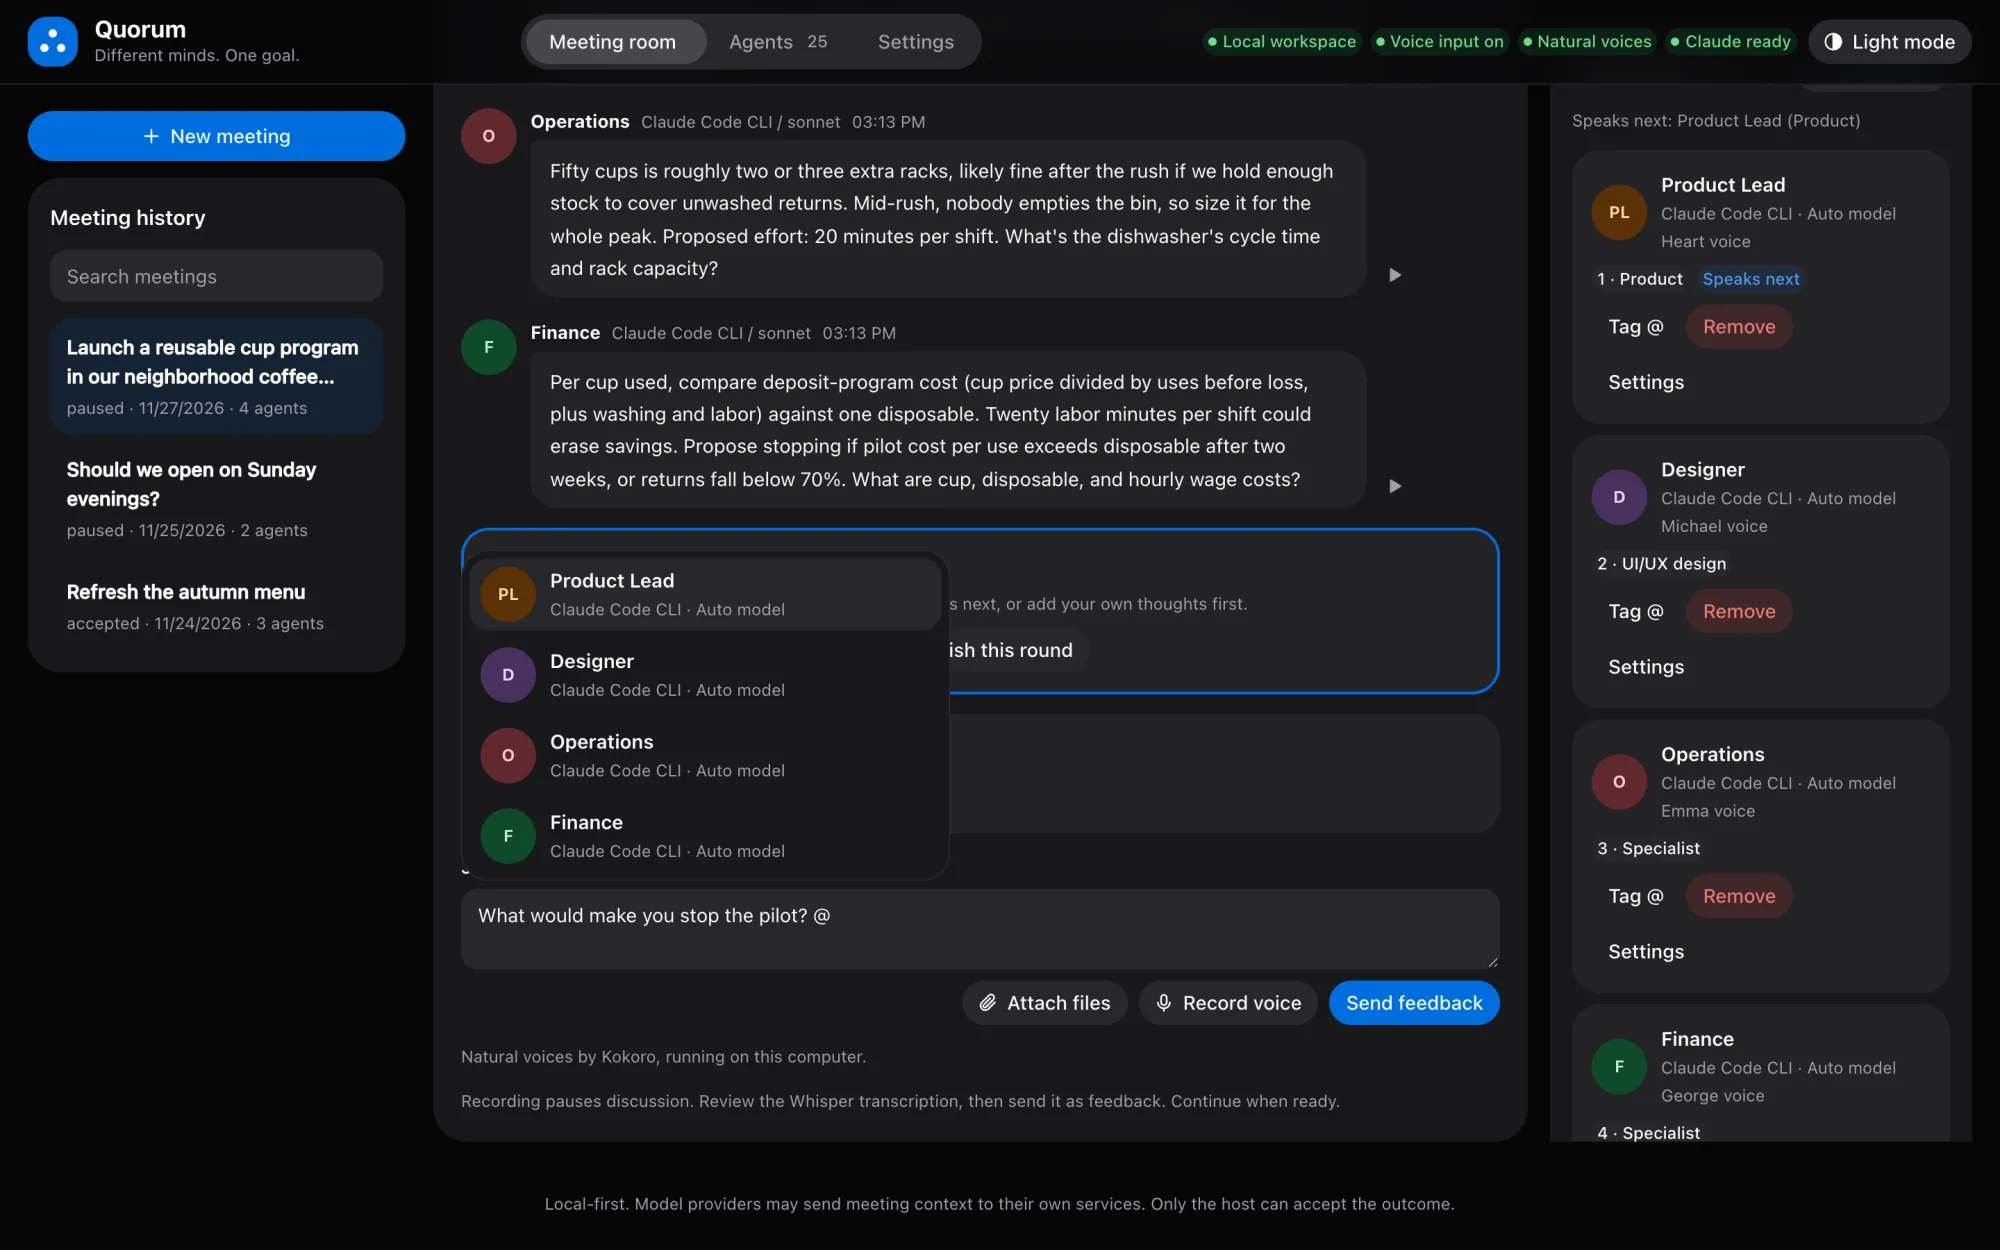 Quorum
Different minds. One goal.
Meeting room
Agents 25
Settings
Local workspace
Voice input on
Natural voices
Claude ready
Light mode
+ New meeting
Meeting history
Search meetings
Launch a reusable cup program
in our neighborhood coffee...
paused · 11/27/2026 · 4 agents
Should we open on Sunday
evenings?
paused · 11/25/2026 · 2 agents
Refresh the autumn menu
accepted · 11/24/2026 · 3 agents
O
Operations Claude Code CLI / sonnet 03:13 PM
Fifty cups is roughly two or three extra racks, likely fine after the rush if we hold enough
stock to cover unwashed returns. Mid-rush, nobody empties the bin, so size it for the
whole peak. Proposed effort: 20 minutes per shift. What's the dishwasher's cycle time
and rack capacity?
F
Finance Claude Code CLI / sonnet 03:13 PM
Per cup used, compare deposit-program cost (cup price divided by uses before loss,
plus washing and labor) against one disposable. Twenty labor minutes per shift could
erase savings. Propose stopping if pilot cost per use exceeds disposable after two
weeks, or returns fall below 70%. What are cup, disposable, and hourly wage costs?
s next, or add your own thoughts first.
ish this round
PL
Product Lead
Claude Code CLI · Auto model
D
Designer
Claude Code CLI · Auto model
O
Operations
Claude Code CLI · Auto model
F
Finance
Claude Code CLI · Auto model
What would make you stop the pilot? @
Attach files
Record voice
Send feedback
Natural voices by Kokoro, running on this computer.
Recording pauses discussion. Review the Whisper transcription, then send it as feedback. Continue when ready.
Speaks next: Product Lead (Product)
PL
Product Lead
Claude Code CLI · Auto model
Heart voice
1 · Product Speaks next
Tag @ Remove
Settings
D
Designer
Claude Code CLI · Auto model
Michael voice
2 · UI/UX design
Tag @ Remove
Settings
O
Operations
Claude Code CLI · Auto model
Emma voice
3 · Specialist
Tag @ Remove
Settings
F
Finance
Claude Code CLI · Auto model
George voice
4 · Specialist
Local-first. Model providers may send meeting context to their own services. Only the host can accept the outcome.